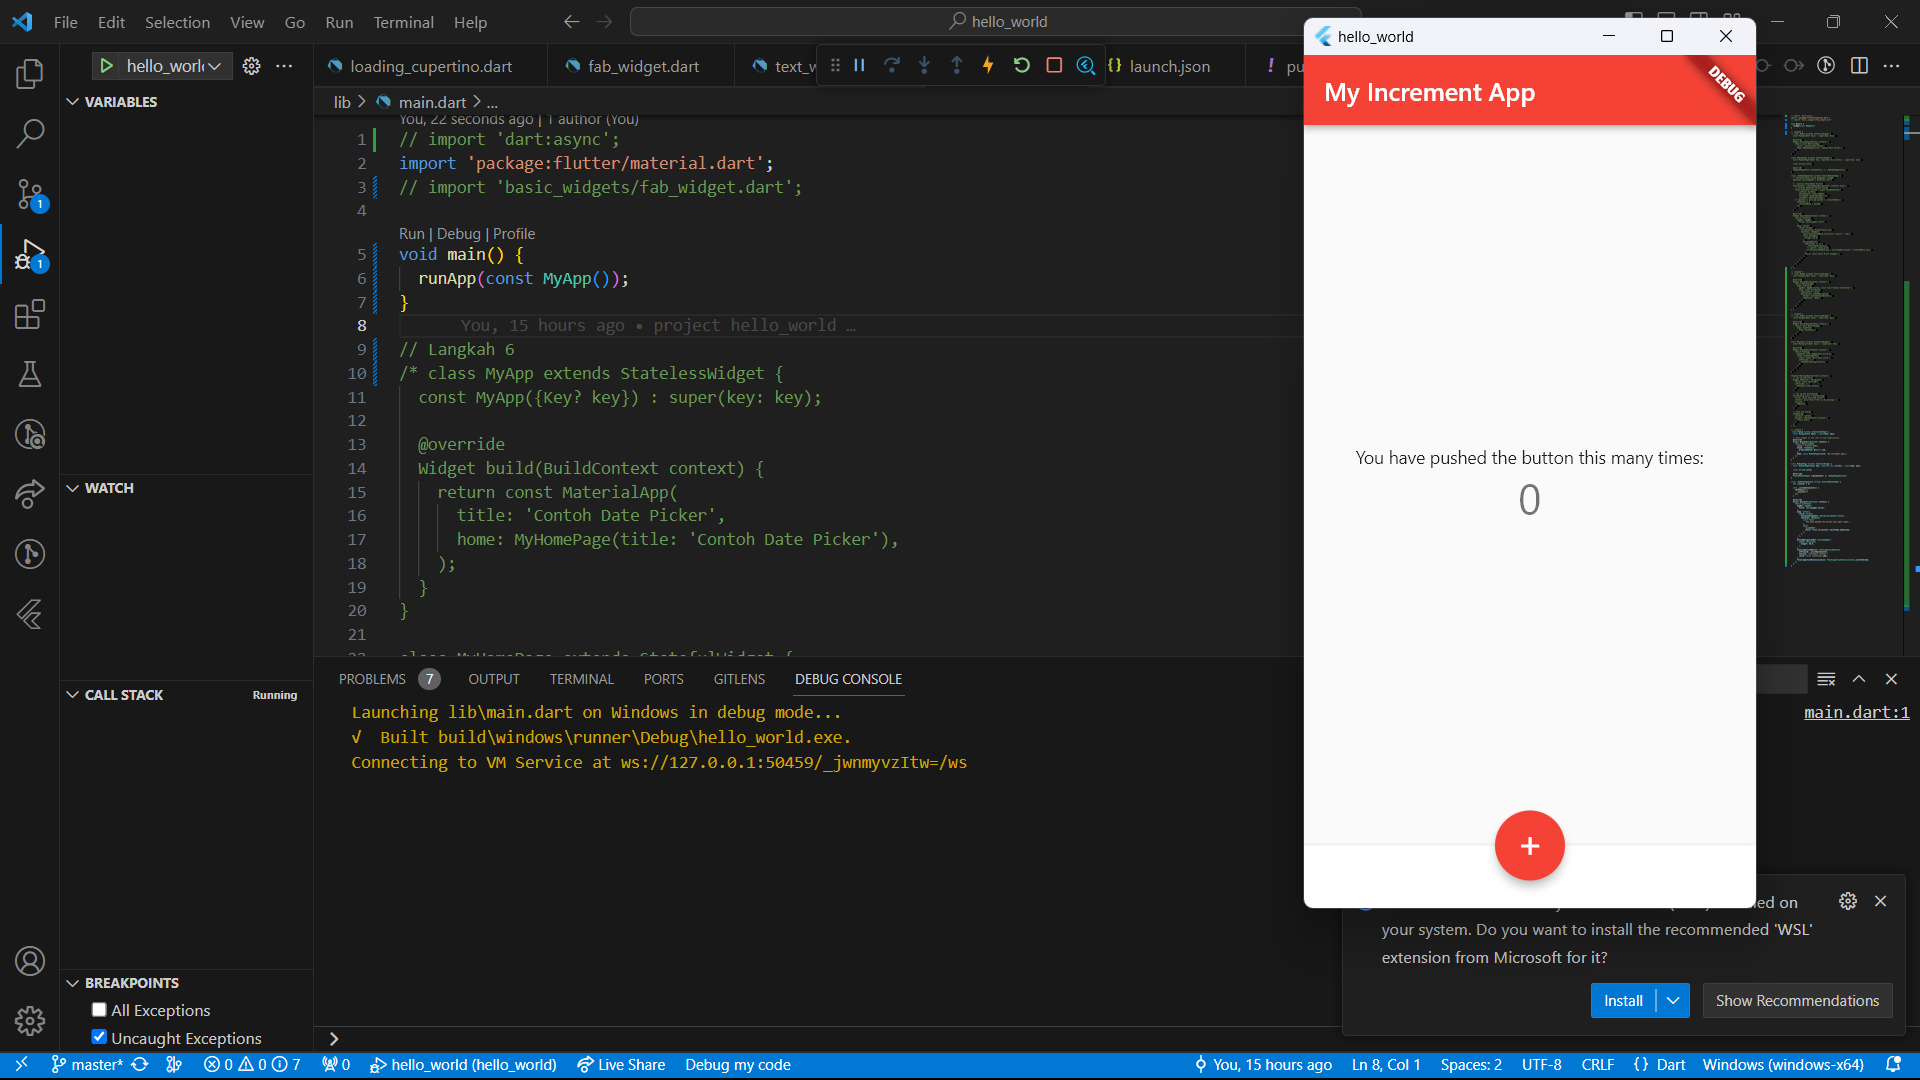 File Edit Selection View Go Run Terminal Help
hello_world
hello_worl
loading_cupertino.dart
fab_widget.dart
text_w
launch.json
pu
VARIABLES
lib > main.dart > ...
You, 22 seconds ago | 1 author (You)
1 // import 'dart:async';
2 import 'package:flutter/material.dart';
3 // import 'basic_widgets/fab_widget.dart';
4
Run | Debug | Profile
5 void main() {
6 runApp(const MyApp());
7 }
8 You, 15 hours ago • project hello_world …
9 // Langkah 6
10 /* class MyApp extends StatelessWidget {
11 const MyApp({Key? key}) : super(key: key);
12
13 @override
14 Widget build(BuildContext context) {
15 return const MaterialApp(
16 title: 'Contoh Date Picker',
17 home: MyHomePage(title: 'Contoh Date Picker'),
18 );
19 }
20 }
21
22 class MyHomePage extends StatefulWidget {
WATCH
CALL STACK
Running
BREAKPOINTS
All Exceptions
Uncaught Exceptions
1
1
PROBLEMS 7 OUTPUT TERMINAL PORTS GITLENS DEBUG CONSOLE
Launching lib\main.dart on Windows in debug mode...
main.dart:1
√ Built build\windows\runner\Debug\hello_world.exe.
Connecting to VM Service at ws://127.0.0.1:50459/_jwnmyvzItw=/ws
hello_world
My Increment App
DEBUG
You have pushed the button this many times:
0
+
ed on
your system. Do you want to install the recommended 'WSL'
extension from Microsoft for it?
Install
Show Recommendations
master* 0 0 7 0 hello_world (hello_world) Live Share Debug my code
You, 15 hours ago Ln 8, Col 1 Spaces: 2 UTF-8 CRLF {} Dart Windows (windows-x64)